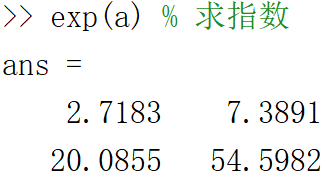 >> exp(a) % 求指数
ans =
2.7183 7.3891
20.0855 54.5982